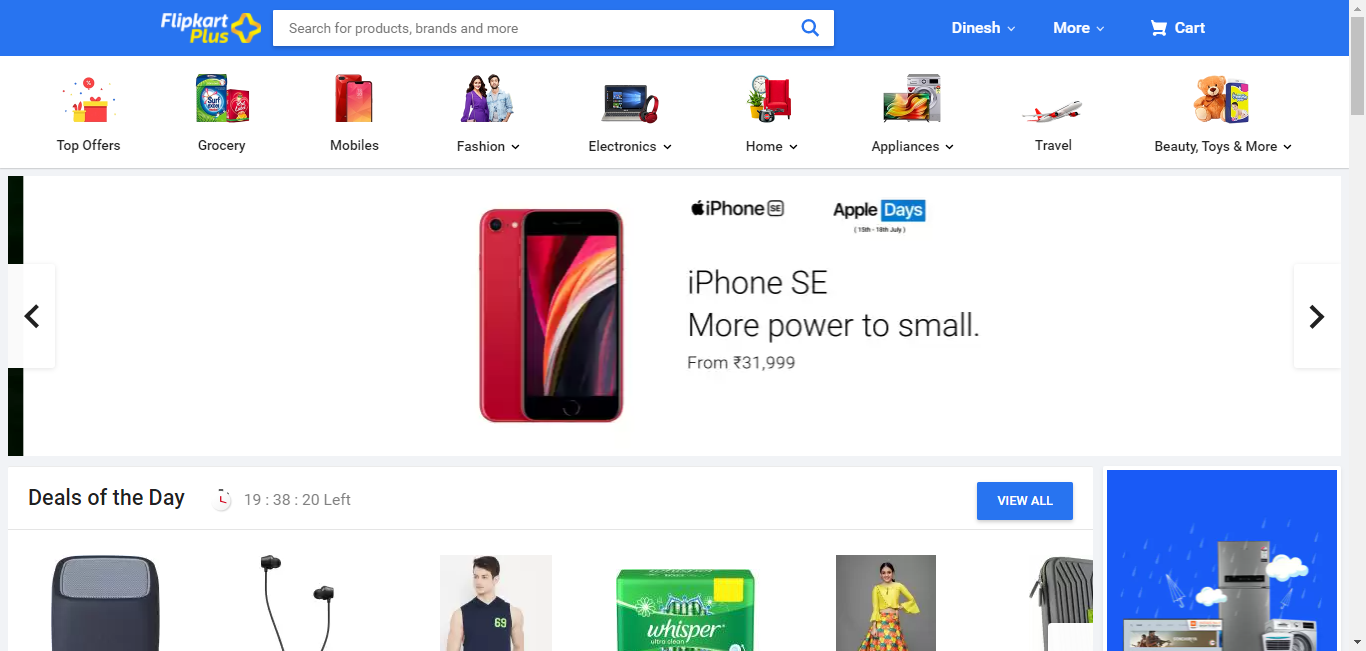 Flipkart
Plus
Search for products, brands and more
Dinesh
More
Cart
Top Offers
Grocery
Mobiles
Fashion
Electronics
Home
Appliances
Travel
Beauty, Toys & More
iPhone SE
Apple Days
( 15th - 18th July )
iPhone SE
More power to small.
From ₹31,999
Deals of the Day
19 : 38 : 20 Left
VIEW ALL
69
whisper
ultra clean